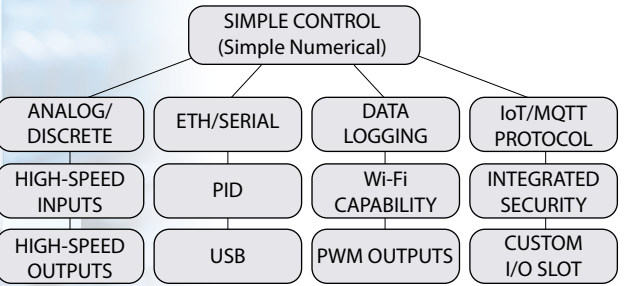 SIMPLE CONTROL
(Simple Numerical)
ANALOG/
DISCRETE
ETH/SERIAL
DATA
LOGGING
IoT/MQTT
PROTOCOL
HIGH-SPEED
INPUTS
PID
Wi-Fi
CAPABILITY
INTEGRATED
SECURITY
HIGH-SPEED
OUTPUTS
USB
PWM OUTPUTS
CUSTOM
I/O SLOT